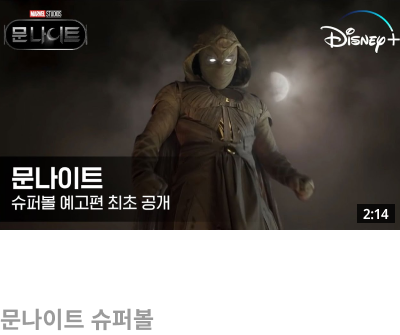 MARVEL STUDIOS
문나이트
Disney+
문나이트
슈퍼볼 예고편 최초 공개
2:14
문나이트 슈퍼볼